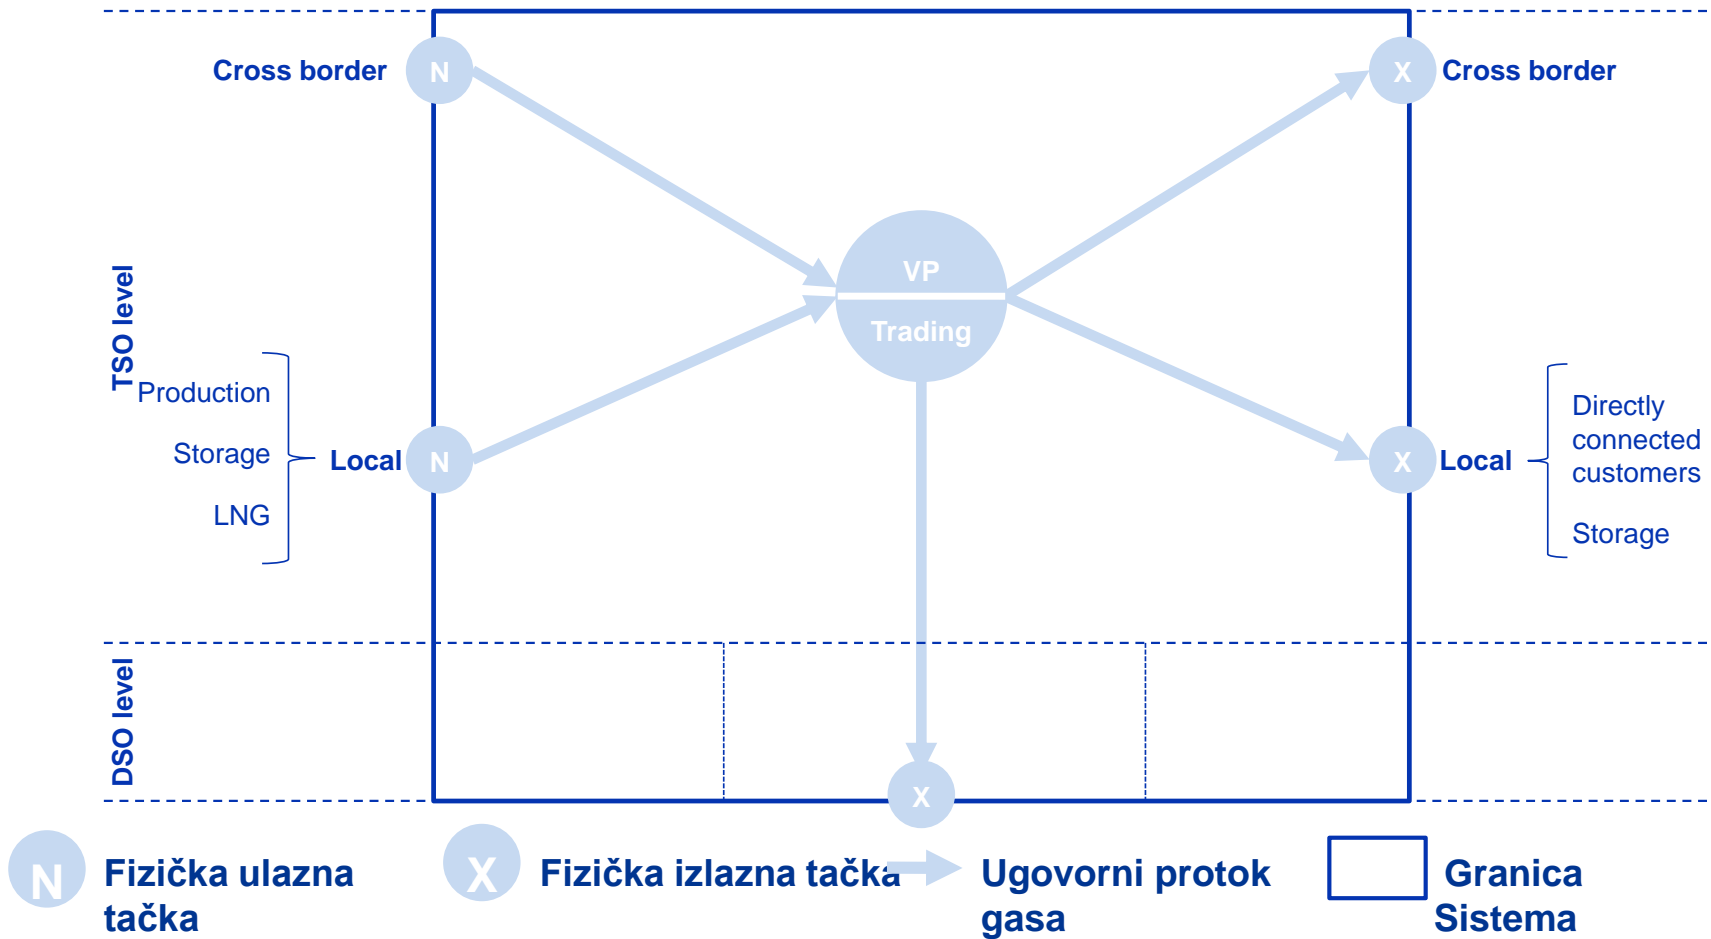 Cross border
N
X
Cross border
VP
Trading
TSO level
Production
Storage
LNG
Local
N
X
Local
Directly
connected
customers
Storage
DSO level
X
N
Fizička ulazna
tačka
X
Fizička izlazna tačka
Ugovorni protok
gasa
Granica
Sistema